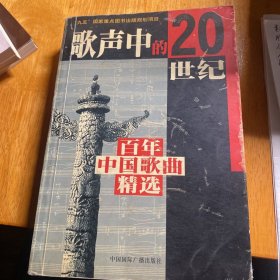 “九五”国家重点图书出版规划项目
歌声中的20
世纪
百年
中国歌曲
精选
中国国际广播出版社